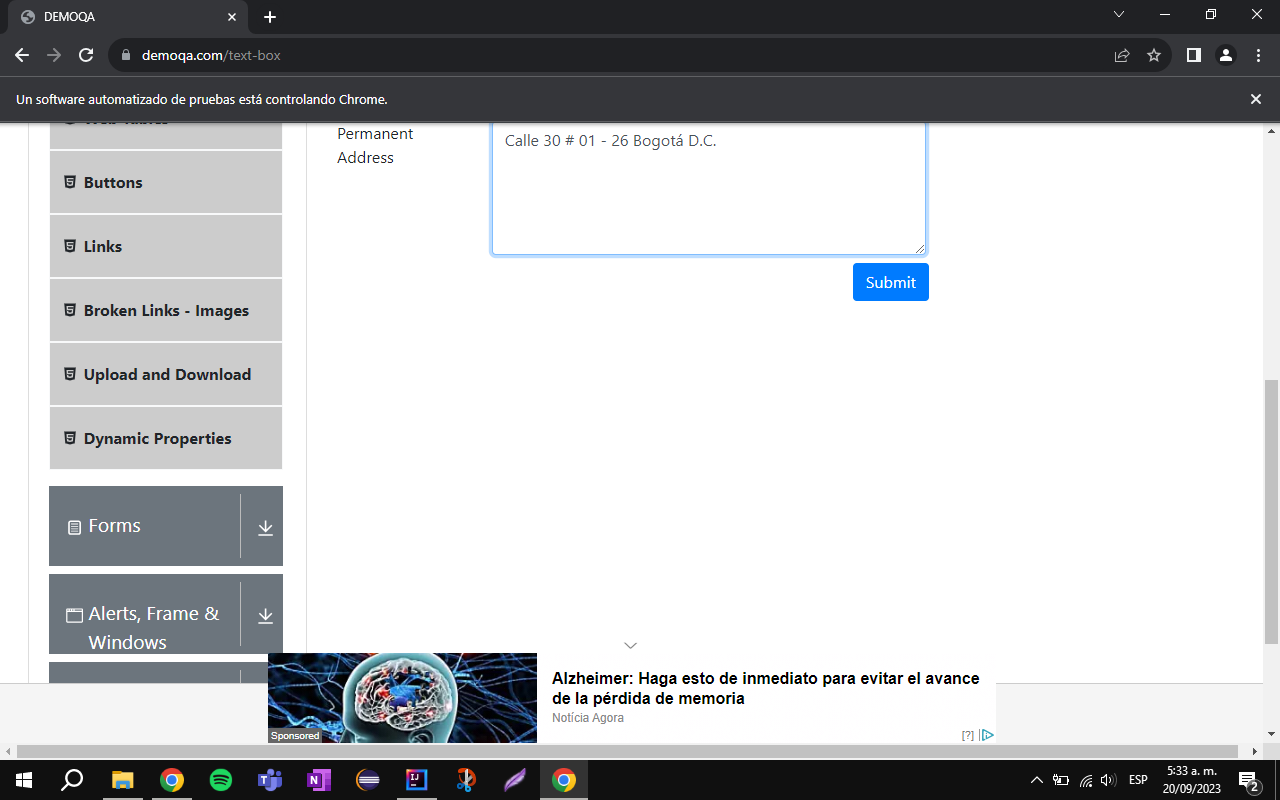 DEMOQA
demoqa.com/text-box
Un software automatizado de pruebas está controlando Chrome.
Permanent
Address
Calle 30 # 01 - 26 Bogotá D.C.
Submit
Buttons
Links
Broken Links - Images
Upload and Download
Dynamic Properties
Forms
Alerts, Frame &
Windows
Sponsored
Alzheimer: Haga esto de inmediato para evitar el avance
de la pérdida de memoria
Notícia Agora
[?]
ESP
5:33 a. m.
20/09/2023
2